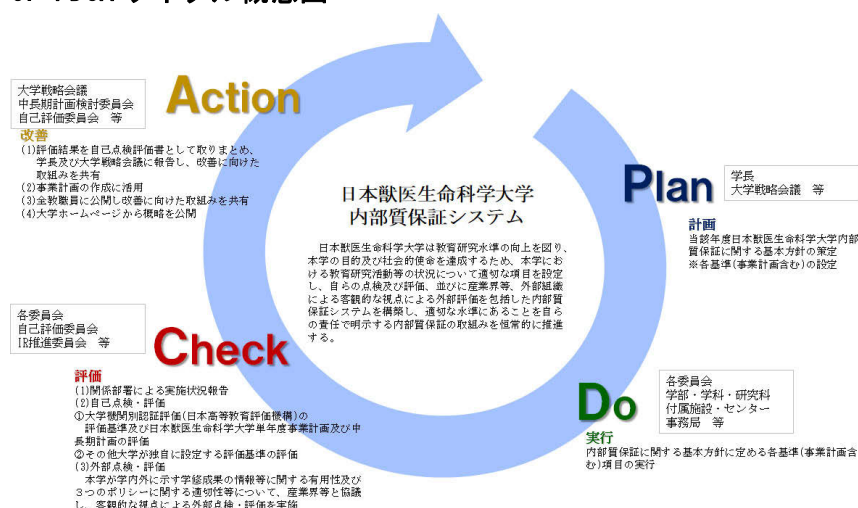 Action
大学戦略会議
中長期計画検討委員会
自己評価委員会　等
改善
(1)評価結果を自己点検評価書として取りまとめ、
学長及び大学戦略会議に報告し、改善に向けた
取組みを共有
(2)事業計画の作成に活用
(3)全教職員に公開し改善に向けた取組みを共有
(4)大学ホームページから概略を公開
日本獣医生命科学大学
内部質保証システム
日本獣医生命科学大学は教育研究水準の向上を図り、
本学の目的及び社会的使命を達成するため、本学にお
ける教育研究活動等の状況について適切な項目を設定
し、自らの点検及び評価、並びに産業界等、外部組織
による客観的な視点による外部評価を包括した内部質
保証システムを構築し、適切な水準にあることを自ら
の責任で明示する内部質保証の取組みを恒常的に推進
する。
Plan
学長
大学戦略会議　等
計画
当該年度日本獣医生命科学大学内部
質保証に関する基本方針の策定
※各基準(事業計画含む)の設定
各委員会
自己評価委員会
IR推進委員会　等
Check
評価
(1)関係部署による実施状況報告
(2)自己点検・評価
①大学機関別認証評価(日本高等教育評価機構)の
評価基準及び日本獣医生命科学大学単年度事業計画及び中
長期計画の評価
②その他大学が独自に設定する評価基準の評価
(3)外部点検・評価
本学が学内外に示す学修成果の情報等に関する有用性及び
３つのポリシーに関する適切性等について、産業界等と協議
し、客観的な視点による外部点検・評価を実施
Do
各委員会
学部・学科・研究科
付属施設・センター
事務局　等
実行
内部質保証に関する基本方針に定める各基準(事業計画含
む)項目の実行